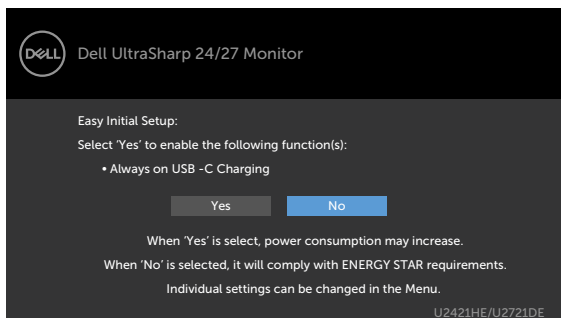 DELL Dell UltraSharp 24/27 Monitor
Easy Initial Setup:
Select ‘Yes’ to enable the following function(s):
• Always on USB -C Charging
Yes No
When ‘Yes’ is select, power consumption may increase.
When ‘No’ is selected, it will comply with ENERGY STAR requirements.
Individual settings can be changed in the Menu.
U2421HE/U2721DE